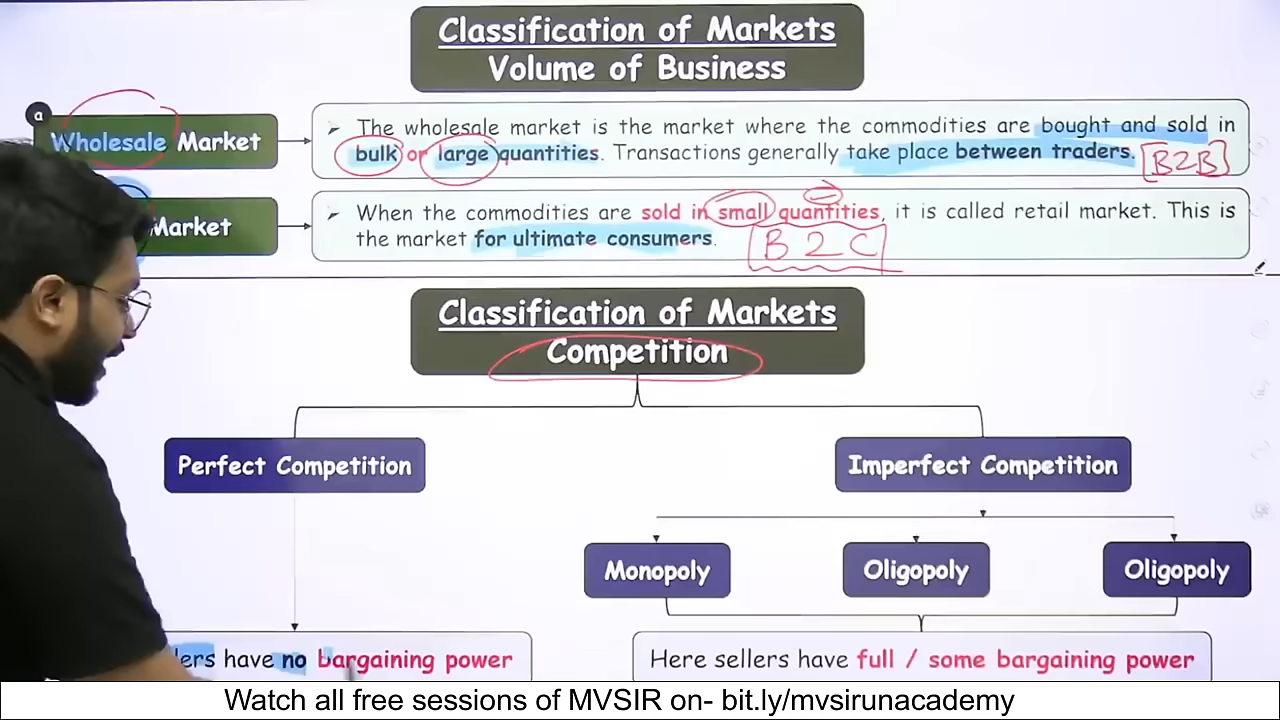 Classification of Markets
Volume of Business
a
Wholesale Market
➢ The wholesale market is the market where the commodities are bought and sold in
bulk or large quantities. Transactions generally take place between traders.
[B2B]
Market
➢ When the commodities are sold in small quantities, it is called retail market. This is
the market for ultimate consumers.
B2C
Classification of Markets
Competition
Perfect Competition
Imperfect Competition
Monopoly
Oligopoly
Oligopoly
lers have no bargaining power
Here sellers have full / some bargaining power
Watch all free sessions of MVSIR on- bit.ly/mvsirunacademy